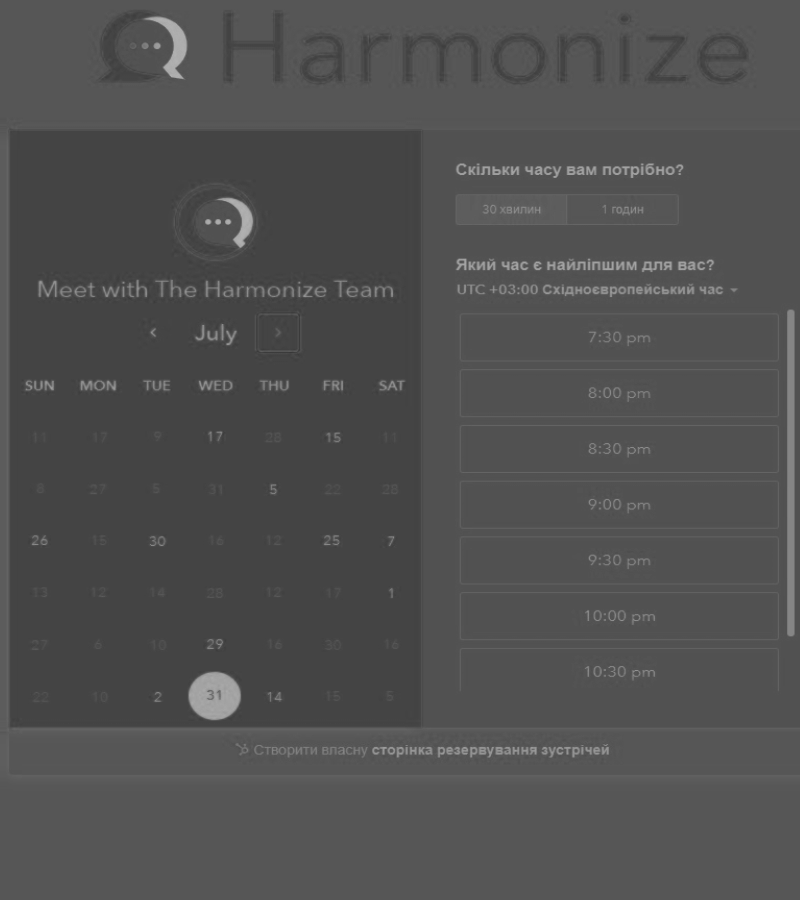 Harmonize
Meet with The Harmonize Team
July
SUN MON TUE WED THU FRI SAT
11 17 9 17 28 15 11
27 31 5 22 28
26 15 30 16 12 25 7
13 12 14 28 12 17 1
27 6 10 29 16 30 16
22 10 2 31 14 15 5
Скільки часу вам потрібно?
30 хвилин 1 годин
Який час є найліпшим для вас?
UTC +03:00 Східноєвропейський час
7:30 pm
8:00 pm
8:30 pm
9:00 pm
9:30 pm
10:00 pm
10:30 pm
Створити власну сторінка резервування зустрічей